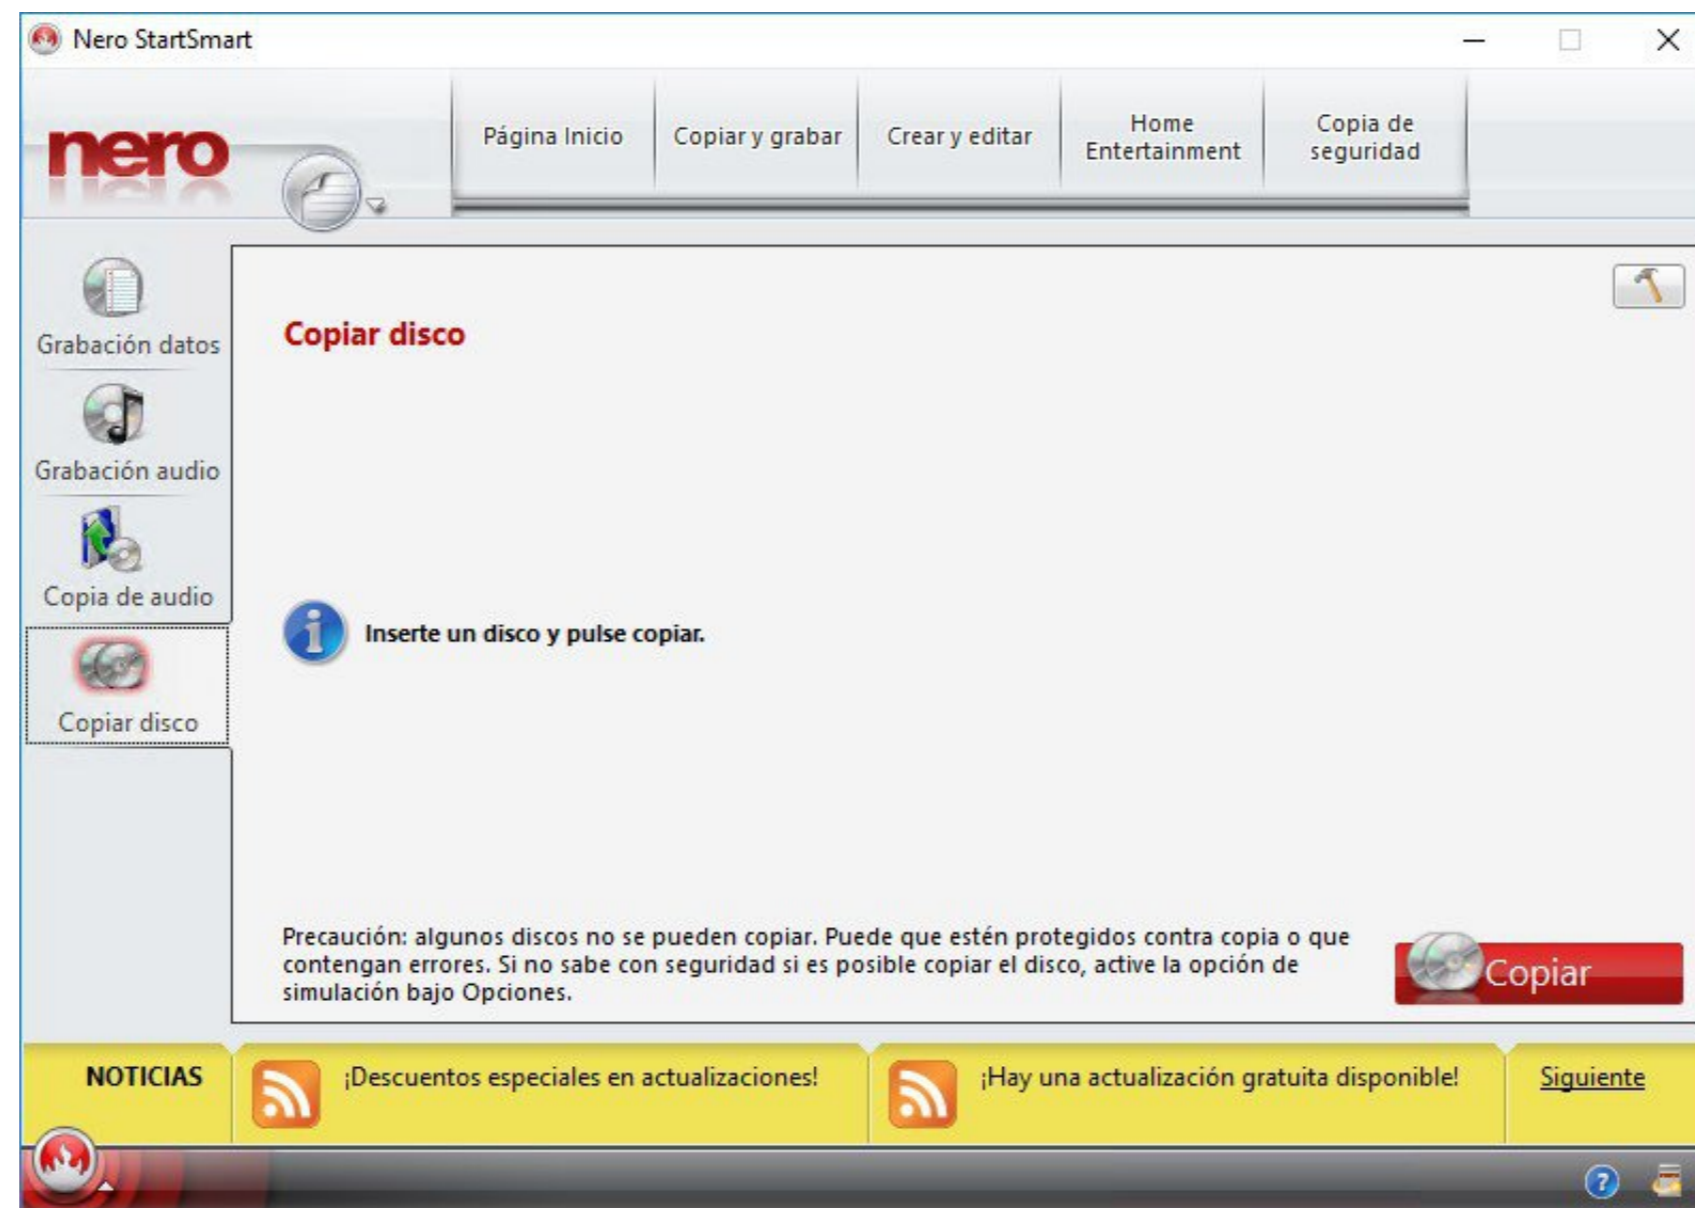 Nero StartSmart
nero
Página Inicio
Copiar y grabar
Crear y editar
Home
Entertainment
Copia de
seguridad
Grabación datos
Grabación audio
Copia de audio
Copiar disco
Copiar disco
Inserte un disco y pulse copiar.
Precaución: algunos discos no se pueden copiar. Puede que estén protegidos contra copia o que
contengan errores. Si no sabe con seguridad si es posible copiar el disco, active la opción de
simulación bajo Opciones.
Copiar
NOTICIAS
¡Descuentos especiales en actualizaciones!
¡Hay una actualización gratuita disponible!
Siguiente